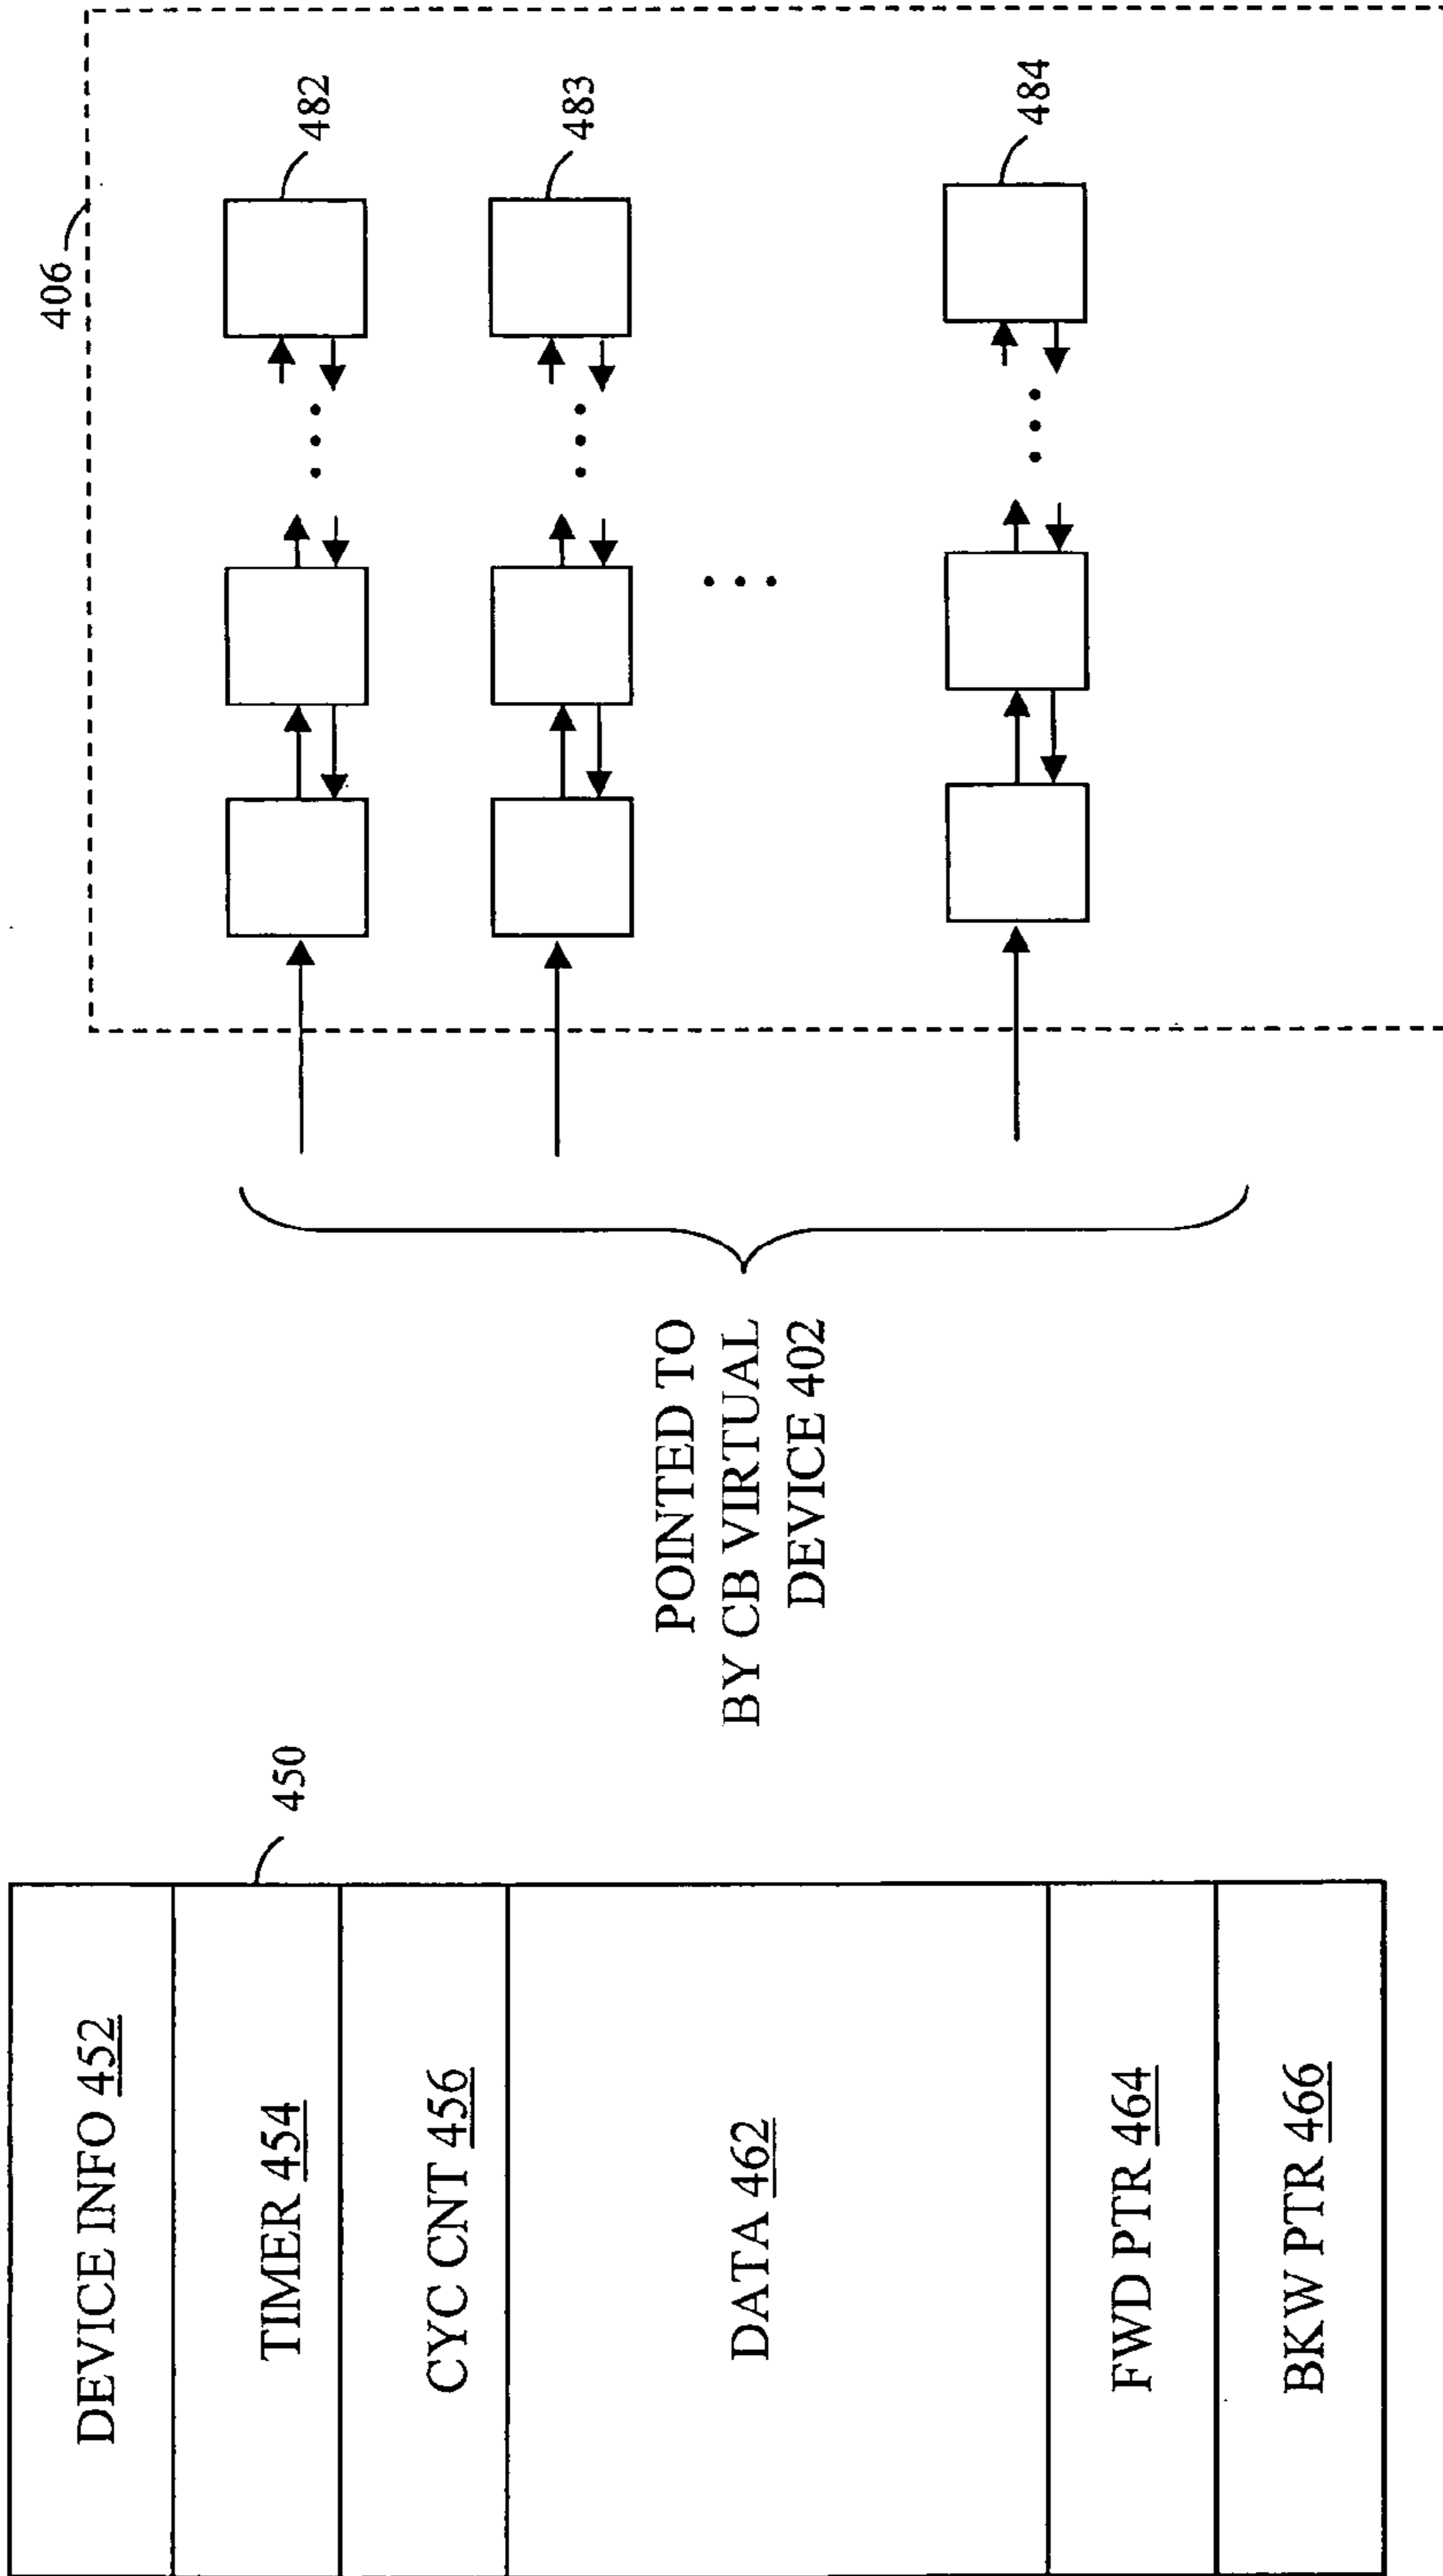 DEVICE INFO 452
TIMER 454
CYC CNT 456
DATA 462
FWD PTR 464
BKW PTR 466
450
POINTED TO
BY CB VIRTUAL
DEVICE 402
406
482
483
484